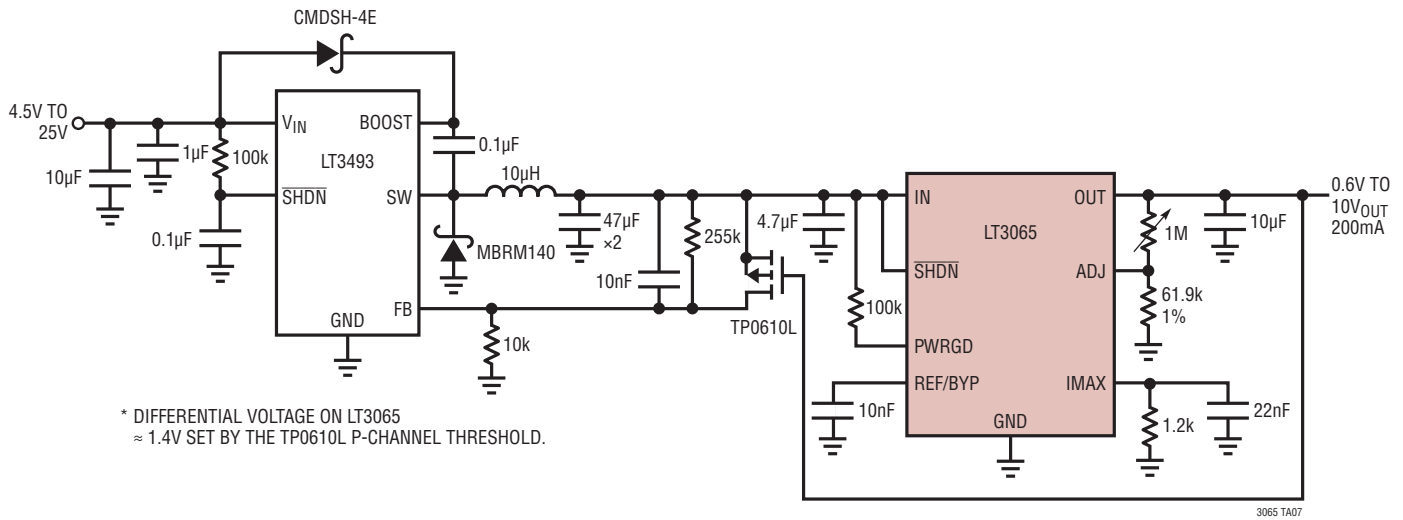 CMDSH-4E
4.5V TO
25V
10µF
1µF
100k
0.1µF
VIN
BOOST
LT3493
SHDN
SW
GND
FB
0.1µF
10µH
MBRM140
47µF
×2
10nF
255k
10k
TP0610L
4.7µF
100k
IN
OUT
LT3065
SHDN
ADJ
PWRGD
REF/BYP
IMAX
GND
10nF
1M
10µF
0.6V TO
10VOUT
200mA
61.9k
1%
1.2k
22nF
* DIFFERENTIAL VOLTAGE ON LT3065
≈ 1.4V SET BY THE TP0610L P-CHANNEL THRESHOLD.
3065 TA07